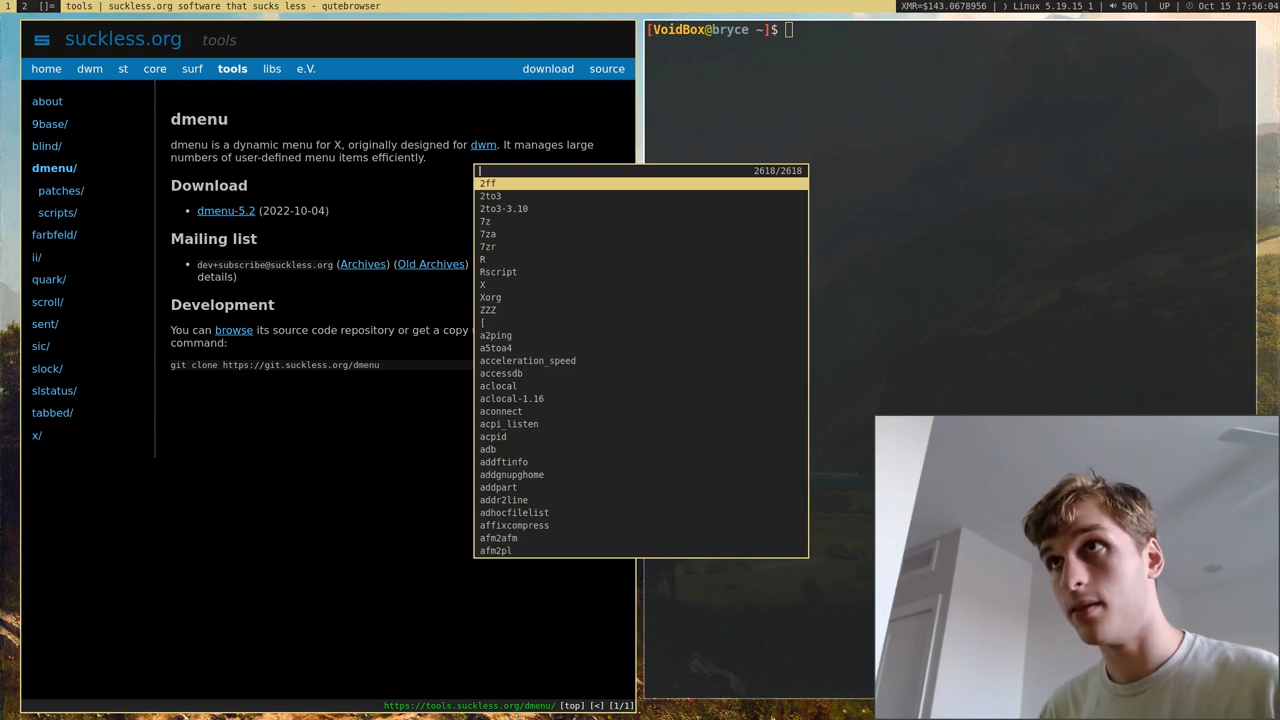 1 2 []= tools | suckless.org software that sucks less - qutebrowser
XMR=$143.0678956 | Linux 5.19.15_1 | 50% | UP | Oct 15 17:56:04
suckless.org tools
home dwm st core surf tools libs e.V. download source
about
9base/
blind/
dmenu/
patches/
scripts/
farbfeld/
ii/
quark/
scroll/
sent/
sic/
slock/
slstatus/
tabbed/
x/
dmenu
dmenu is a dynamic menu for X, originally designed for dwm. It manages large
numbers of user-defined menu items efficiently.
Download
• dmenu-5.2 (2022-10-04)
Mailing list
• dev+subscribe@suckless.org (Archives) (Old Archives)
details)
Development
You can browse its source code repository or get a copy
command:
git clone https://git.suckless.org/dmenu
https://tools.suckless.org/dmenu/ [top] [<] [1/1]
2618/2618
2ff
2to3
2to3-3.10
7z
7za
7zr
R
Rscript
X
Xorg
ZZZ
[
a2ping
a5toa4
acceleration_speed
accessdb
aclocal
aclocal-1.16
aconnect
acpi_listen
acpid
adb
addftinfo
addgnupghome
addpart
addr2line
adhocfilelist
affixcompress
afm2afm
afm2pl
[VoidBox@bryce ~]$